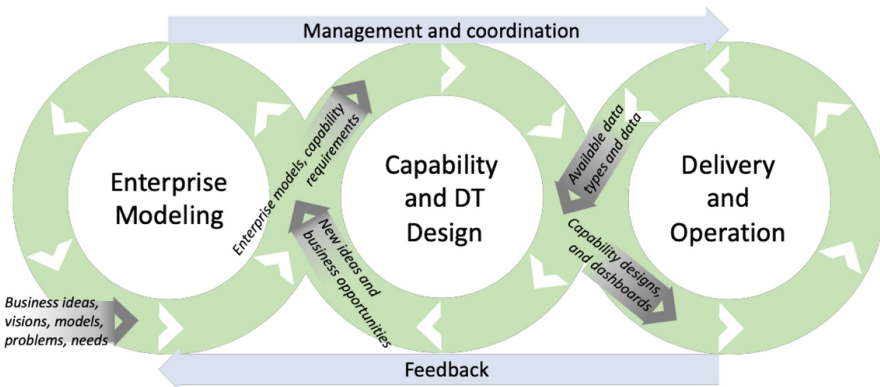 Management and coordination
Enterprise
Modeling
Capability
and DT
Design
Delivery
and
Operation
Enterprise models, capability
requirements
New ideas and
business opportunities
Available data
types and data
Capability designs,
and dashboards
Business ideas,
visions, models,
problems, needs
Feedback